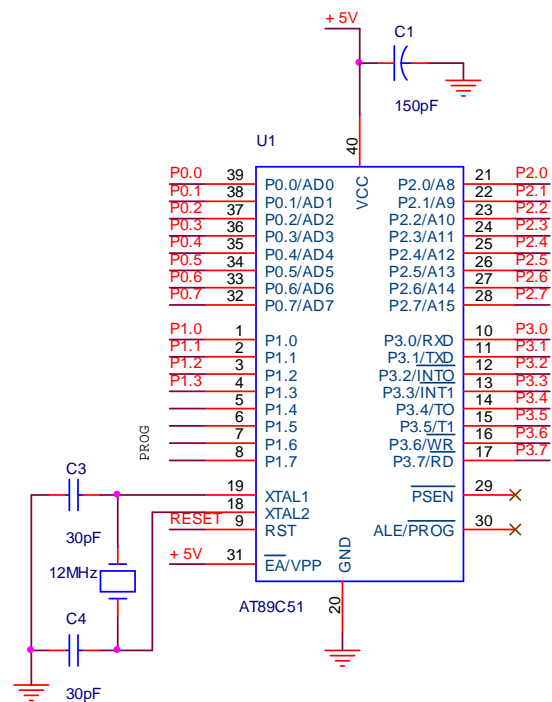 + 5V
C1
150pF
U1
40
VCC
P0.0 39 P0.0/AD0 P2.0/A8 21 P2.0
P0.1 38 P0.1/AD1 P2.1/A9 22 P2.1
P0.2 37 P0.2/AD2 P2.2/A10 23 P2.2
P0.3 36 P0.3/AD3 P2.3/A11 24 P2.3
P0.4 35 P0.4/AD4 P2.4/A12 25 P2.4
P0.5 34 P0.5/AD5 P2.5/A13 26 P2.5
P0.6 33 P0.6/AD6 P2.6/A14 27 P2.6
P0.7 32 P0.7/AD7 P2.7/A15 28 P2.7
P1.0 1 P1.0 P3.0/RXD 10 P3.0
P1.1 2 P1.1 P3.1/TXD 11 P3.1
P1.2 3 P1.2 P3.2/INTO 12 P3.2
P1.3 4 P1.3 P3.3/INT1 13 P3.3
5 P1.4 P3.4/TO 14 P3.4
6 P1.5 P3.5/T1 15 P3.5
7 P1.6 P3.6/WR 16 P3.6
8 P1.7 P3.7/RD 17 P3.7
PROG
C3
30pF
19 XTAL1 PSEN 29
18 XTAL2
RESET 9 RST ALE/PROG 30
+ 5V 31 EA/VPP
GND
20
12MHz
AT89C51
C4
30pF